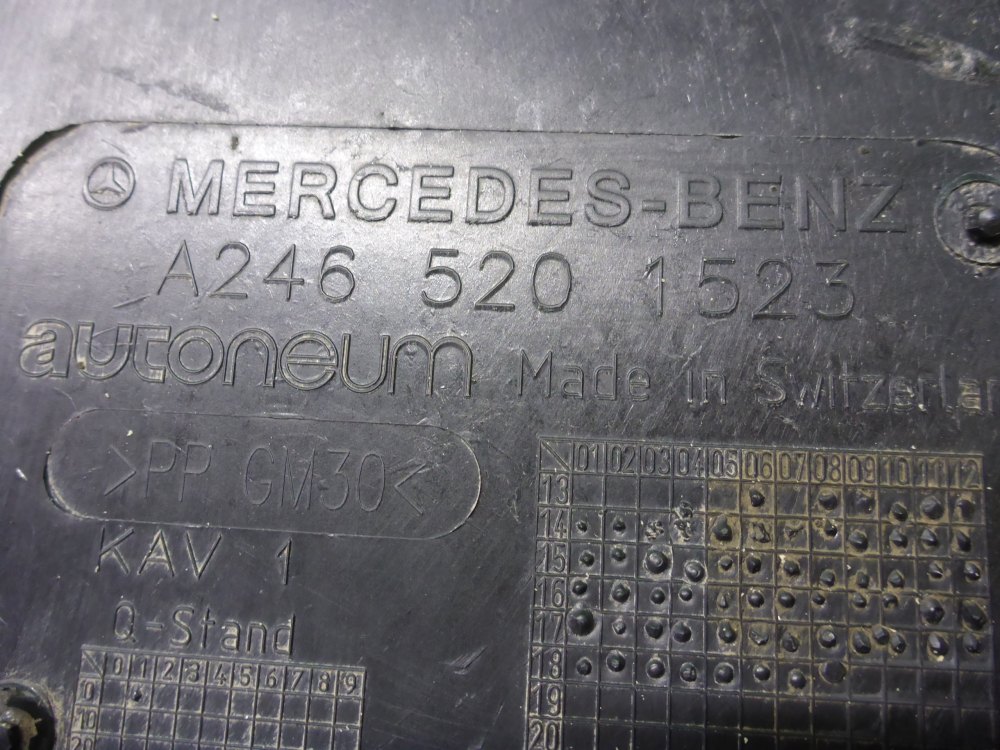 MERCEDES-BENZ
A246 520 1523
autoneum Made in Switzerlan
>PP GM30<
KAV 1
Q-Stand
0 1 2 3 4 5 6 7 8 9
0
10
20
01 02 03 04 05 06 07 08 09 10 11 12
13
14
15
16
17
18
19
20